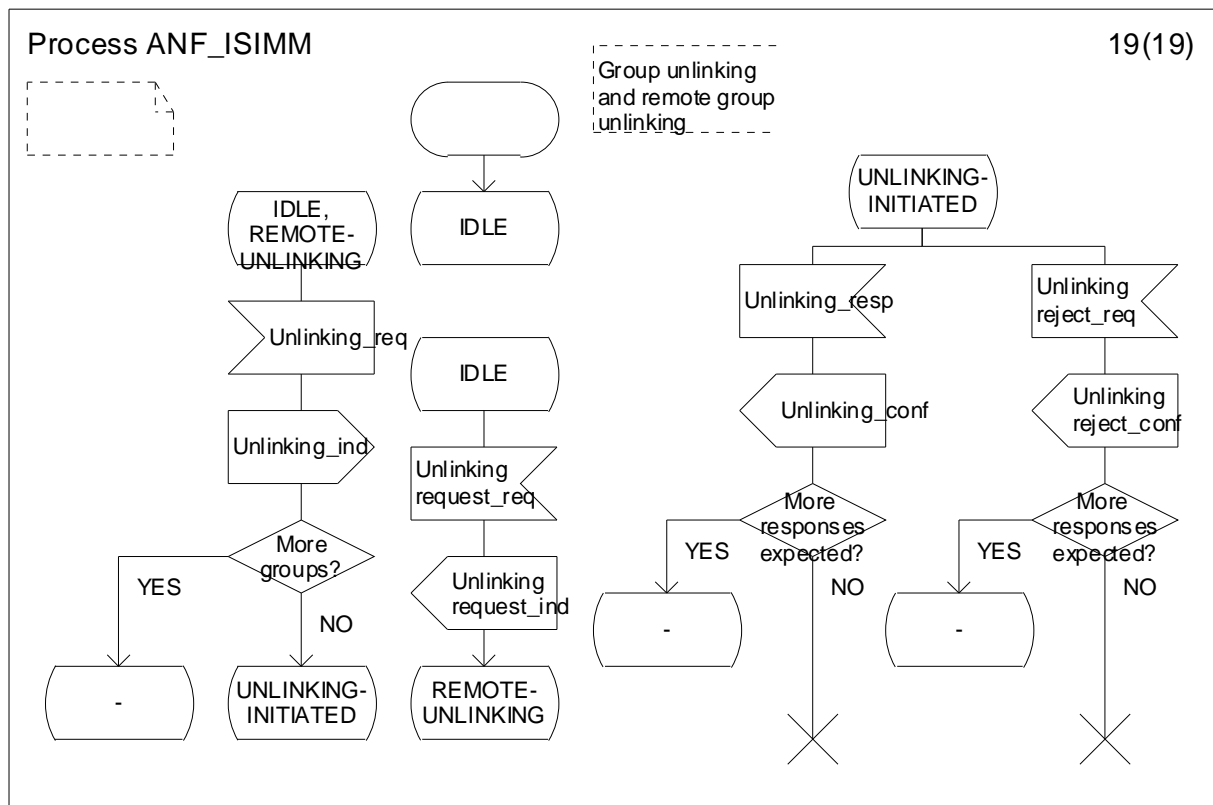 Process ANF_ISIMM
19(19)
Group unlinking
and remote group
unlinking
IDLE,
REMOTE-
UNLINKING
Unlinking_req
Unlinking_ind
More
groups?
YES
NO
-
UNLINKING-
INITIATED
IDLE
IDLE
Unlinking
request_req
Unlinking
request_ind
REMOTE-
UNLINKING
UNLINKING-
INITIATED
Unlinking_resp
Unlinking_conf
More
responses
expected?
YES
NO
-
Unlinking
reject_req
Unlinking
reject_conf
More
responses
expected?
YES
NO
-